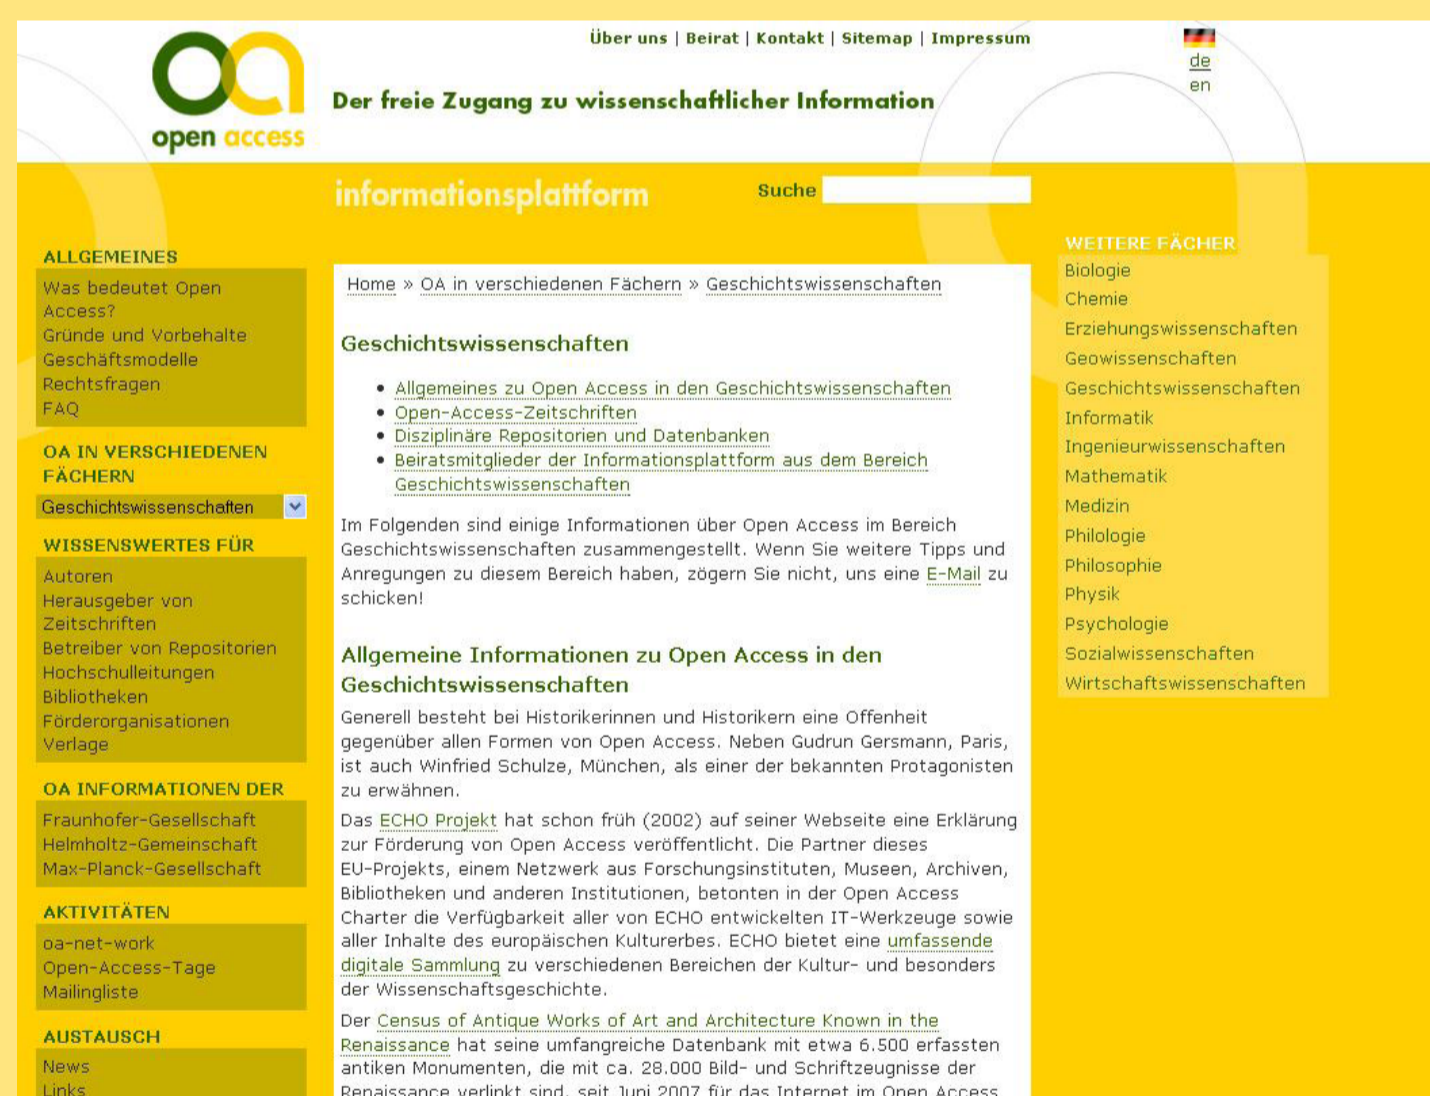 Über uns | Beirat | Kontakt | Sitemap | Impressum
de
en
open access
Der freie Zugang zu wissenschaftlicher Information
informationsplattform
Suche
ALLGEMEINES
Was bedeutet Open
Access?
Gründe und Vorbehalte
Geschäftsmodelle
Rechtsfragen
FAQ
OA IN VERSCHIEDENEN
FÄCHERN
Geschichtswissenschaften
WISSENSWERTES FÜR
Autoren
Herausgeber von
Zeitschriften
Betreiber von Repositorien
Hochschulleitungen
Bibliotheken
Förderorganisationen
Verlage
OA INFORMATIONEN DER
Fraunhofer-Gesellschaft
Helmholtz-Gemeinschaft
Max-Planck-Gesellschaft
AKTIVITÄTEN
oa-net-work
Open-Access-Tage
Mailingliste
AUSTAUSCH
News
Links
Home » OA in verschiedenen Fächern » Geschichtswissenschaften
Geschichtswissenschaften
• Allgemeines zu Open Access in den Geschichtswissenschaften
• Open-Access-Zeitschriften
• Disziplinäre Repositorien und Datenbanken
• Beiratsmitglieder der Informationsplattform aus dem Bereich
Geschichtswissenschaften
Im Folgenden sind einige Informationen über Open Access im Bereich
Geschichtswissenschaften zusammengestellt. Wenn Sie weitere Tipps und
Anregungen zu diesem Bereich haben, zögern Sie nicht, uns eine E-Mail zu
schicken!
Allgemeine Informationen zu Open Access in den
Geschichtswissenschaften
Generell besteht bei Historikerinnen und Historikern eine Offenheit
gegenüber allen Formen von Open Access. Neben Gudrun Gersmann, Paris,
ist auch Winfried Schulze, München, als einer der bekannten Protagonisten
zu erwähnen.
Das ECHO Projekt hat schon früh (2002) auf seiner Webseite eine Erklärung
zur Förderung von Open Access veröffentlicht. Die Partner dieses
EU-Projekts, einem Netzwerk aus Forschungsinstituten, Museen, Archiven,
Bibliotheken und anderen Institutionen, betonten in der Open Access
Charter die Verfügbarkeit aller von ECHO entwickelten IT-Werkzeuge sowie
aller Inhalte des europäischen Kulturerbes. ECHO bietet eine umfassende
digitale Sammlung zu verschiedenen Bereichen der Kultur- und besonders
der Wissenschaftsgeschichte.
Der Census of Antique Works of Art and Architecture Known in the
Renaissance hat seine umfangreiche Datenbank mit etwa 6.500 erfassten
antiken Monumenten, die mit ca. 28.000 Bild- und Schriftzeugnisse der
Renaissance verlinkt sind, seit Juni 2007 für das Internet im Open Access
WEITERE FÄCHER
Biologie
Chemie
Erziehungswissenschaften
Geowissenschaften
Geschichtswissenschaften
Informatik
Ingenieurwissenschaften
Mathematik
Medizin
Philologie
Philosophie
Physik
Psychologie
Sozialwissenschaften
Wirtschaftswissenschaften